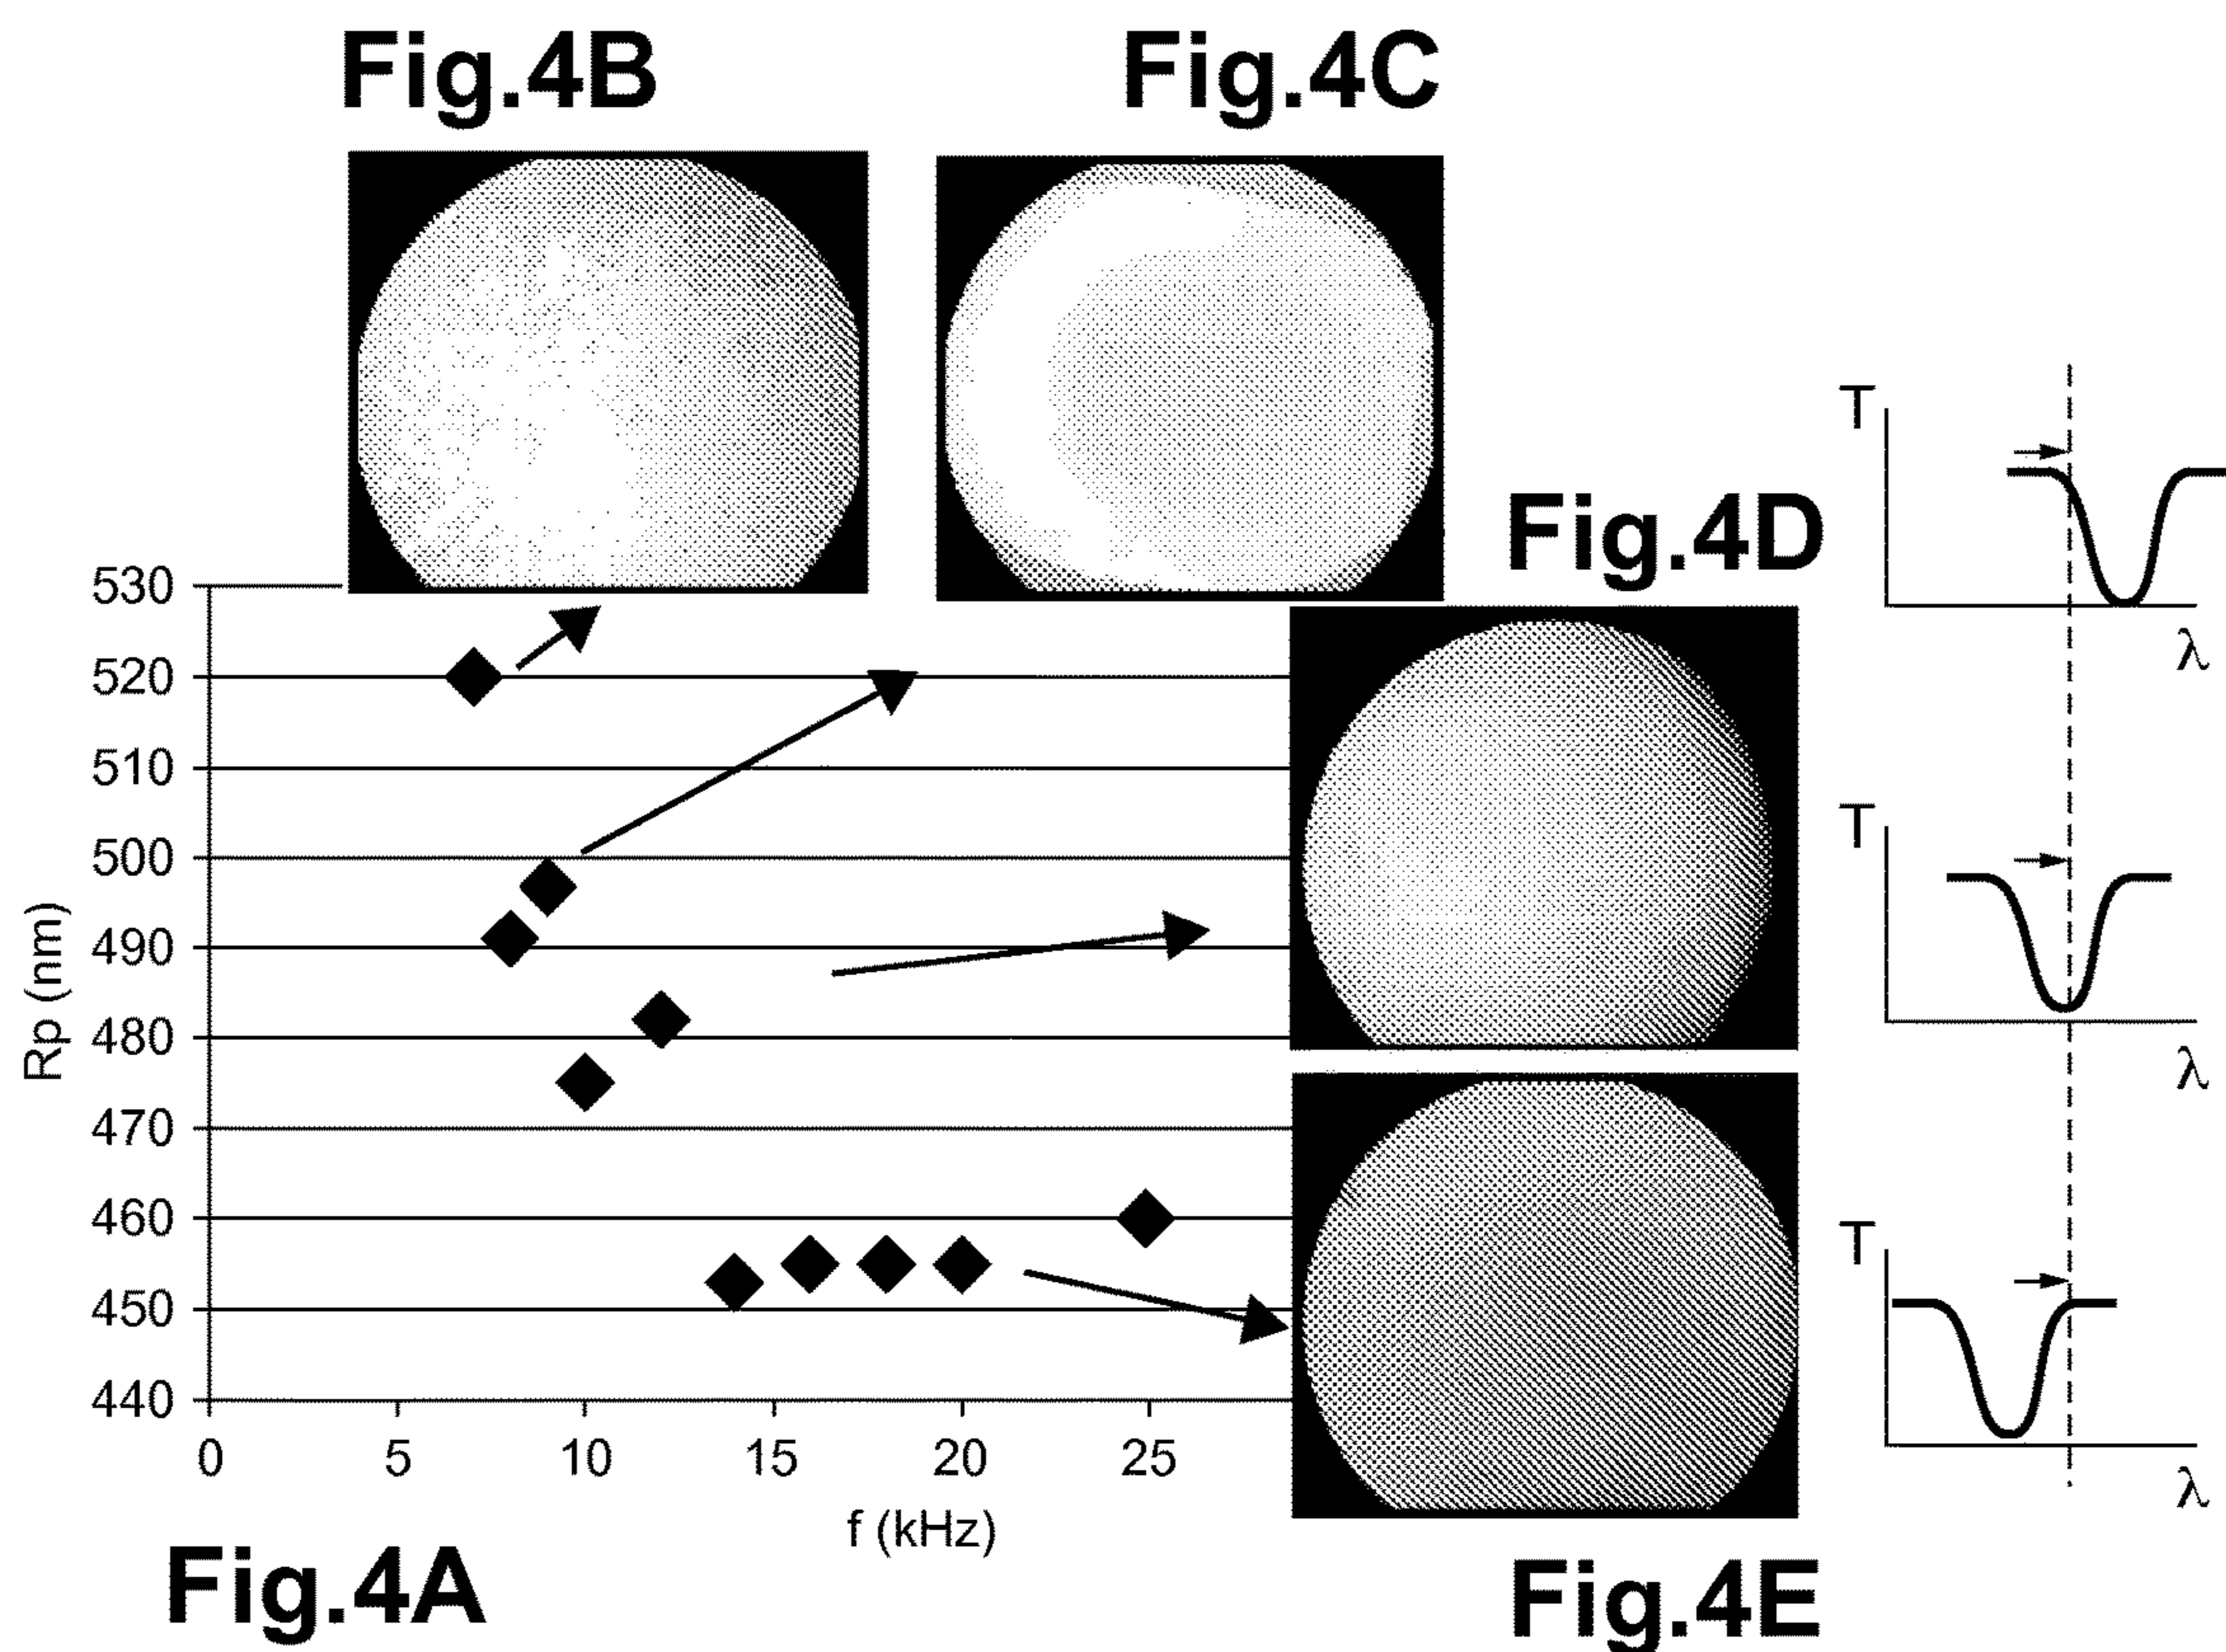 Fig.4B
Fig.4C
Fig.4D
T
λ
530
520
510
500
490
480
470
460
450
440
Rp (nm)
T
λ
T
λ
0 5 10 15 20 25
f (kHz)
Fig.4A
Fig.4E